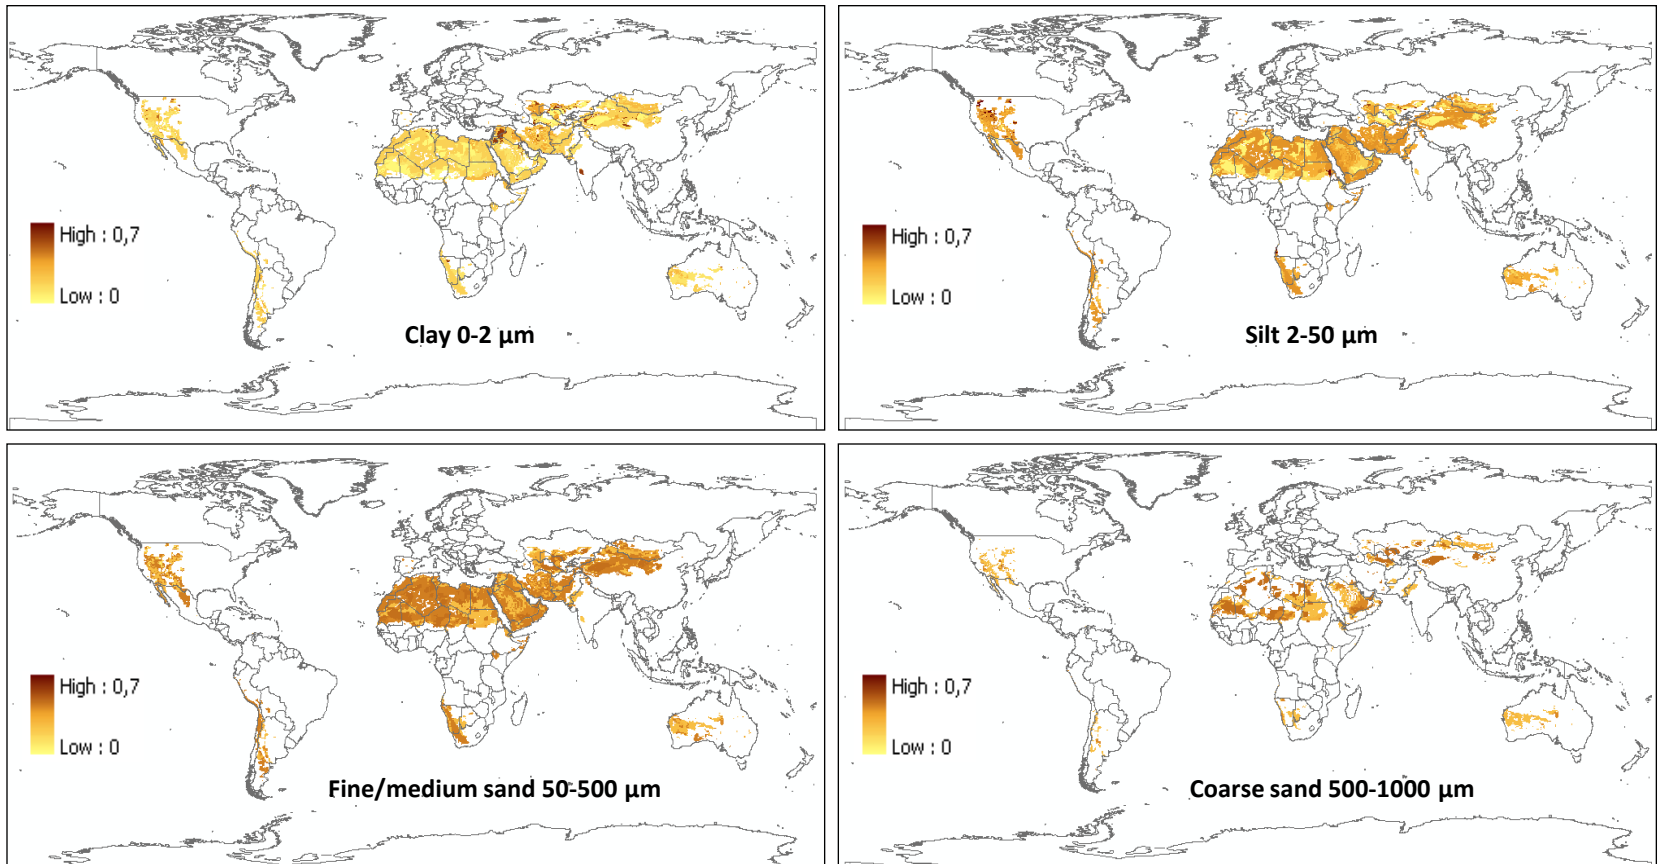 High : 0,7
Low : 0
Clay 0-2 µm
High : 0,7
Low : 0
Silt 2-50 µm
High : 0,7
Low : 0
Fine/medium sand 50-500 µm
High : 0,7
Low : 0
Coarse sand 500-1000 µm